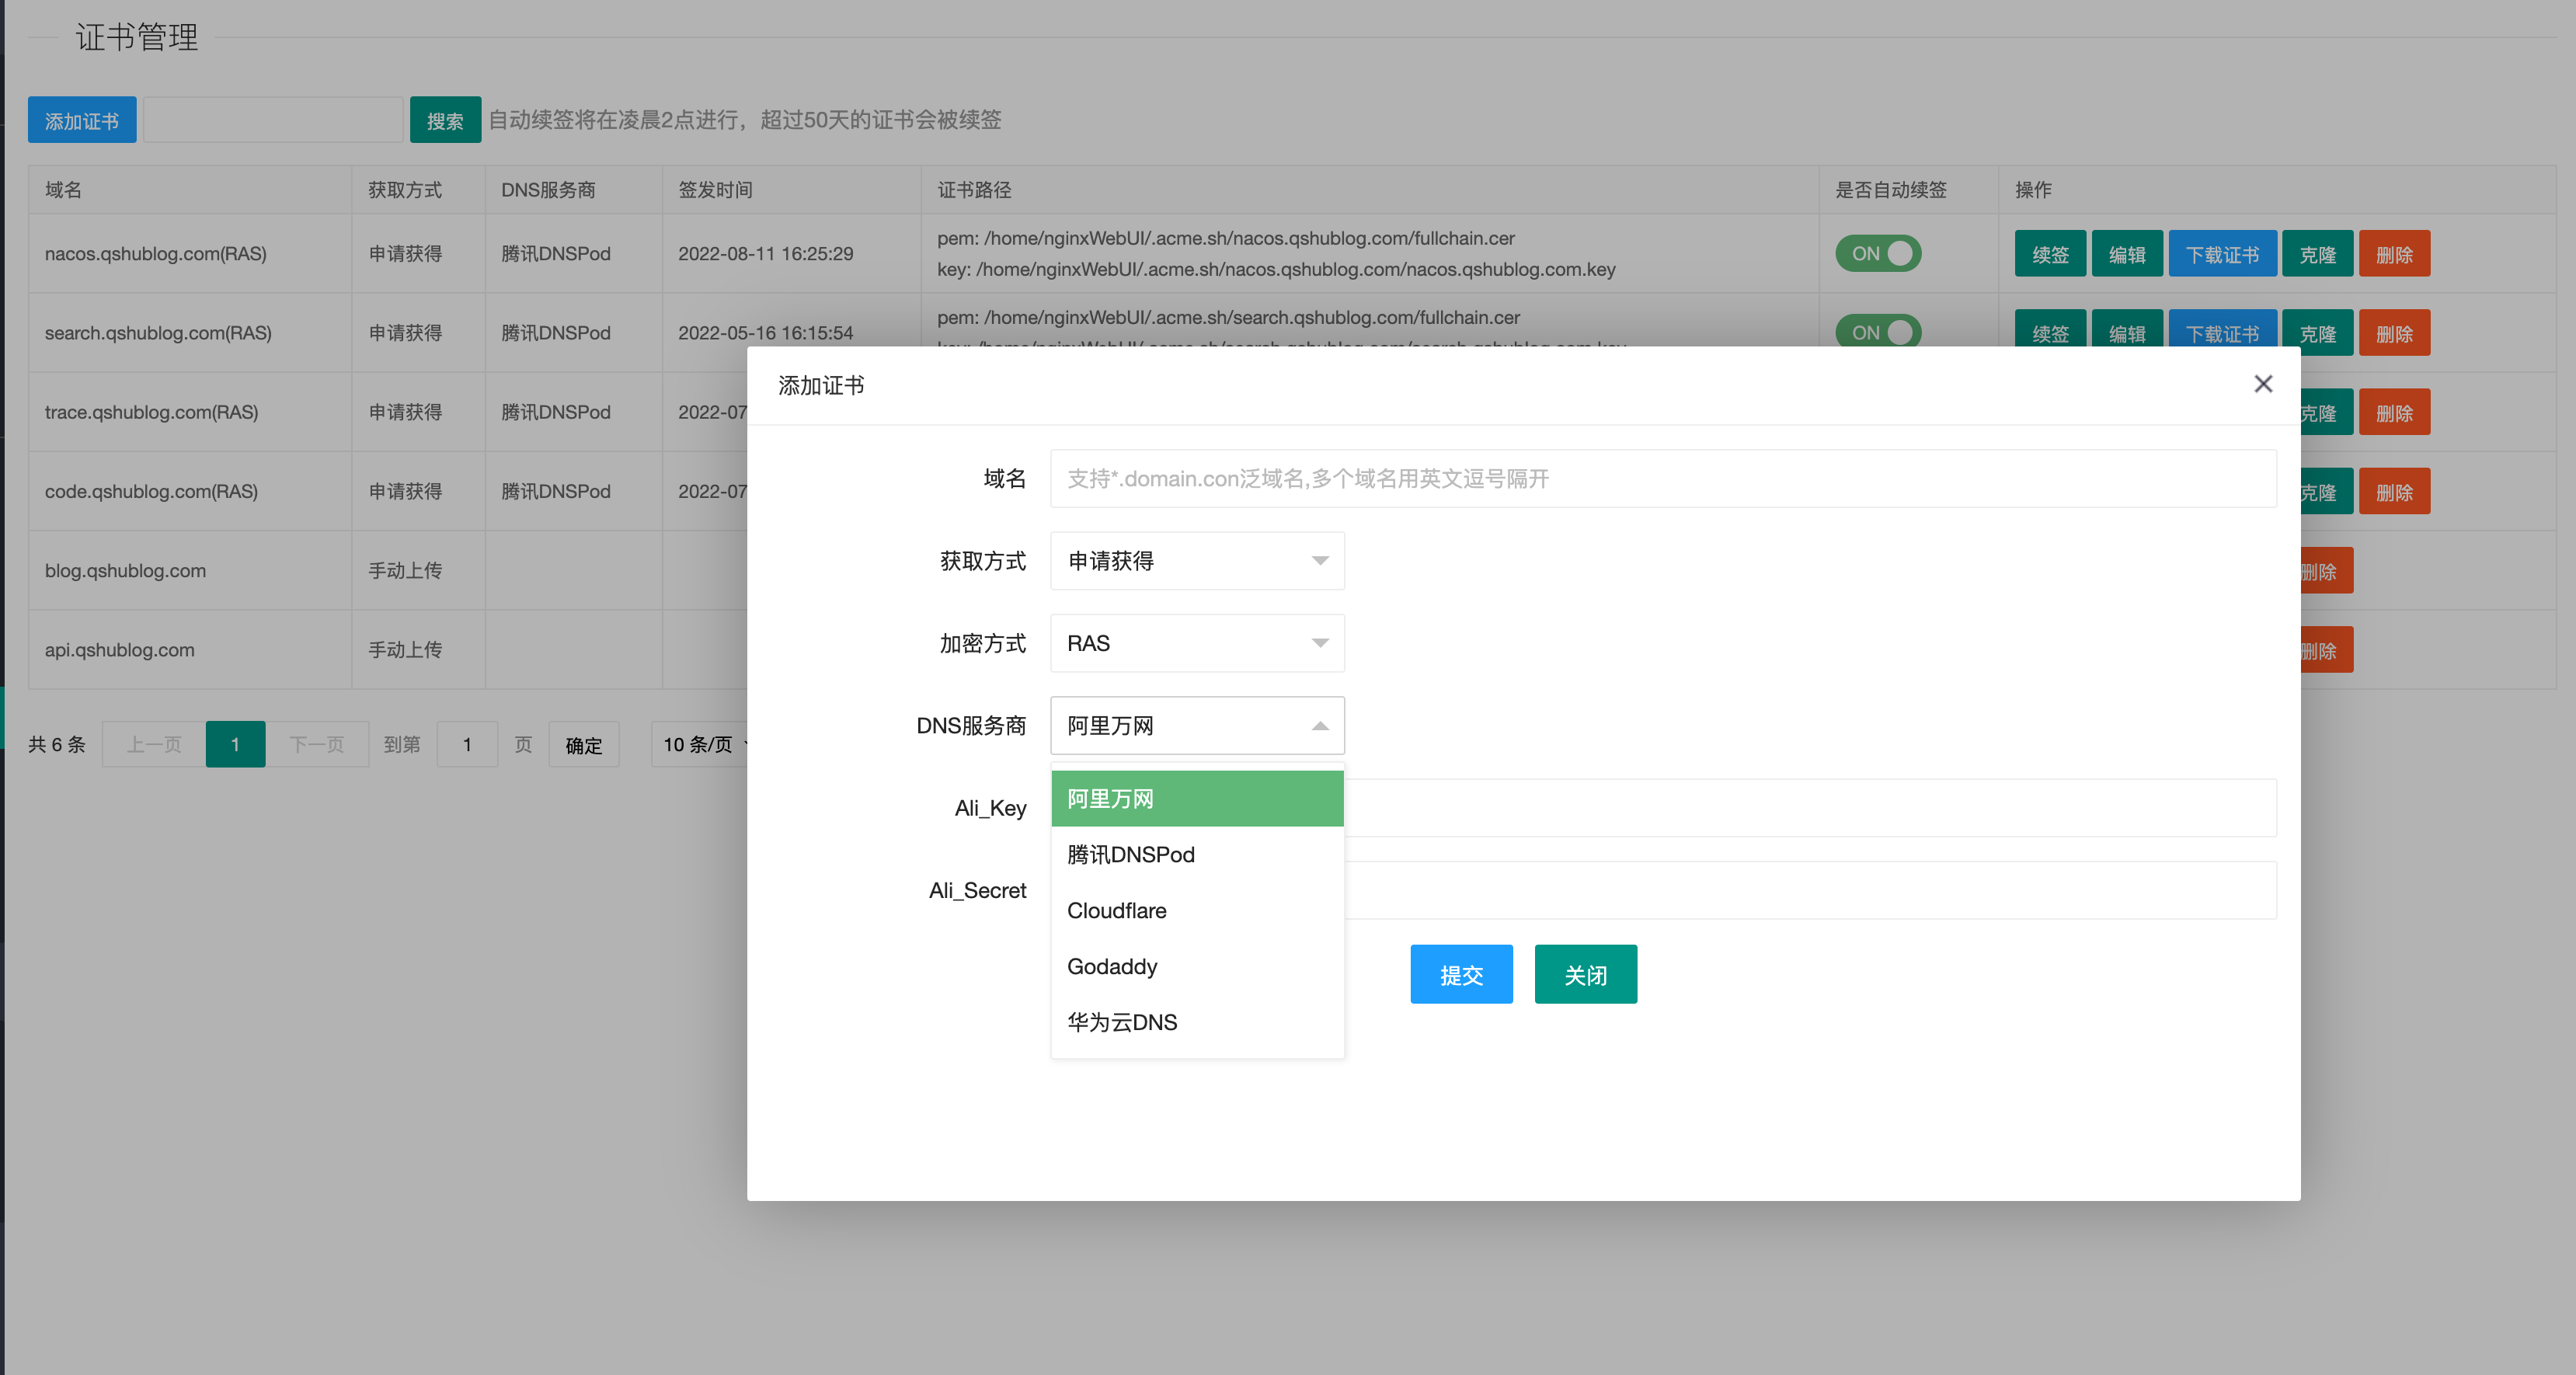 证书管理
添加证书 搜索 自动续签将在凌晨2点进行，超过50天的证书会被续签
域名 获取方式 DNS服务商 签发时间 证书路径 是否自动续签 操作
nacos.qshublog.com(RAS) 申请获得 腾讯DNSPod 2022-08-11 16:25:29 pem: /home/nginxWebUI/.acme.sh/nacos.qshublog.com/fullchain.cer ON 续签 编辑 下载证书 克隆 删除
key: /home/nginxWebUI/.acme.sh/nacos.qshublog.com/nacos.qshublog.com.key
search.qshublog.com(RAS) 申请获得 腾讯DNSPod 2022-05-16 16:15:54 pem: /home/nginxWebUI/.acme.sh/search.qshublog.com/fullchain.cer ON 续签 编辑 下载证书 克隆 删除
trace.qshublog.com(RAS) 申请获得 腾讯DNSPod 2022-07 克隆 删除
code.qshublog.com(RAS) 申请获得 腾讯DNSPod 2022-07 克隆 删除
blog.qshublog.com 手动上传 删除
api.qshublog.com 手动上传 删除
共 6 条 上一页 1 下一页 到第 1 页 确定 10 条/页
添加证书
域名 支持*.domain.con泛域名,多个域名用英文逗号隔开
获取方式 申请获得
加密方式 RAS
DNS服务商 阿里万网
阿里万网
Ali_Key
腾讯DNSPod
Ali_Secret
Cloudflare
Godaddy
华为云DNS
提交 关闭